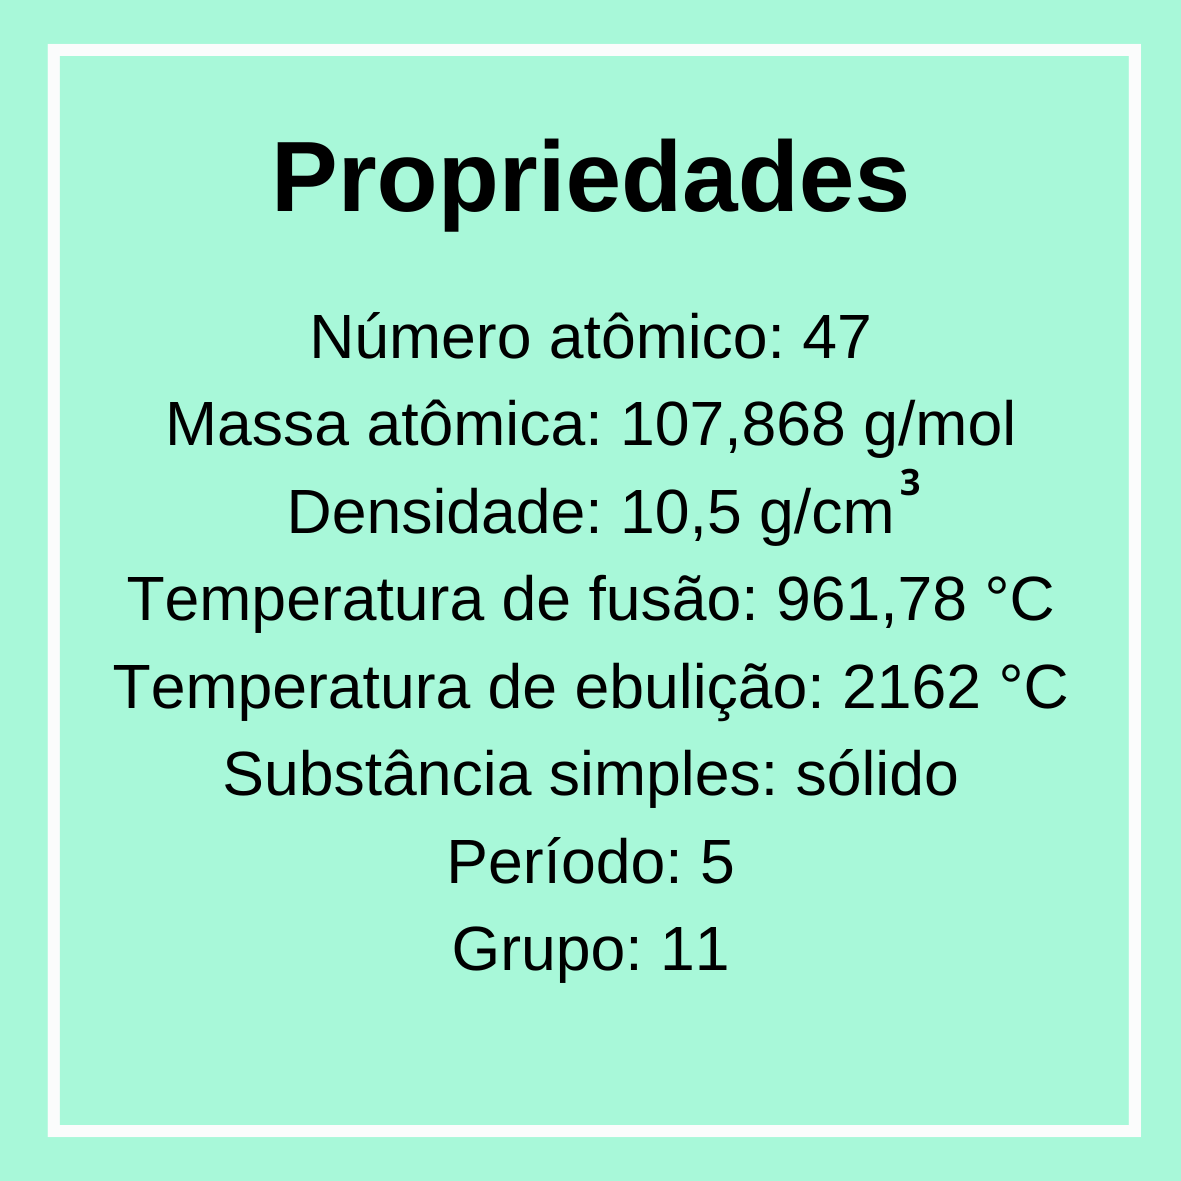 Propriedades
Número atômico: 47
Massa atômica: 107,868 g/mol
Densidade: 10,5 g/cm³
Temperatura de fusão: 961,78 °C
Temperatura de ebulição: 2162 °C
Substância simples: sólido
Período: 5
Grupo: 11